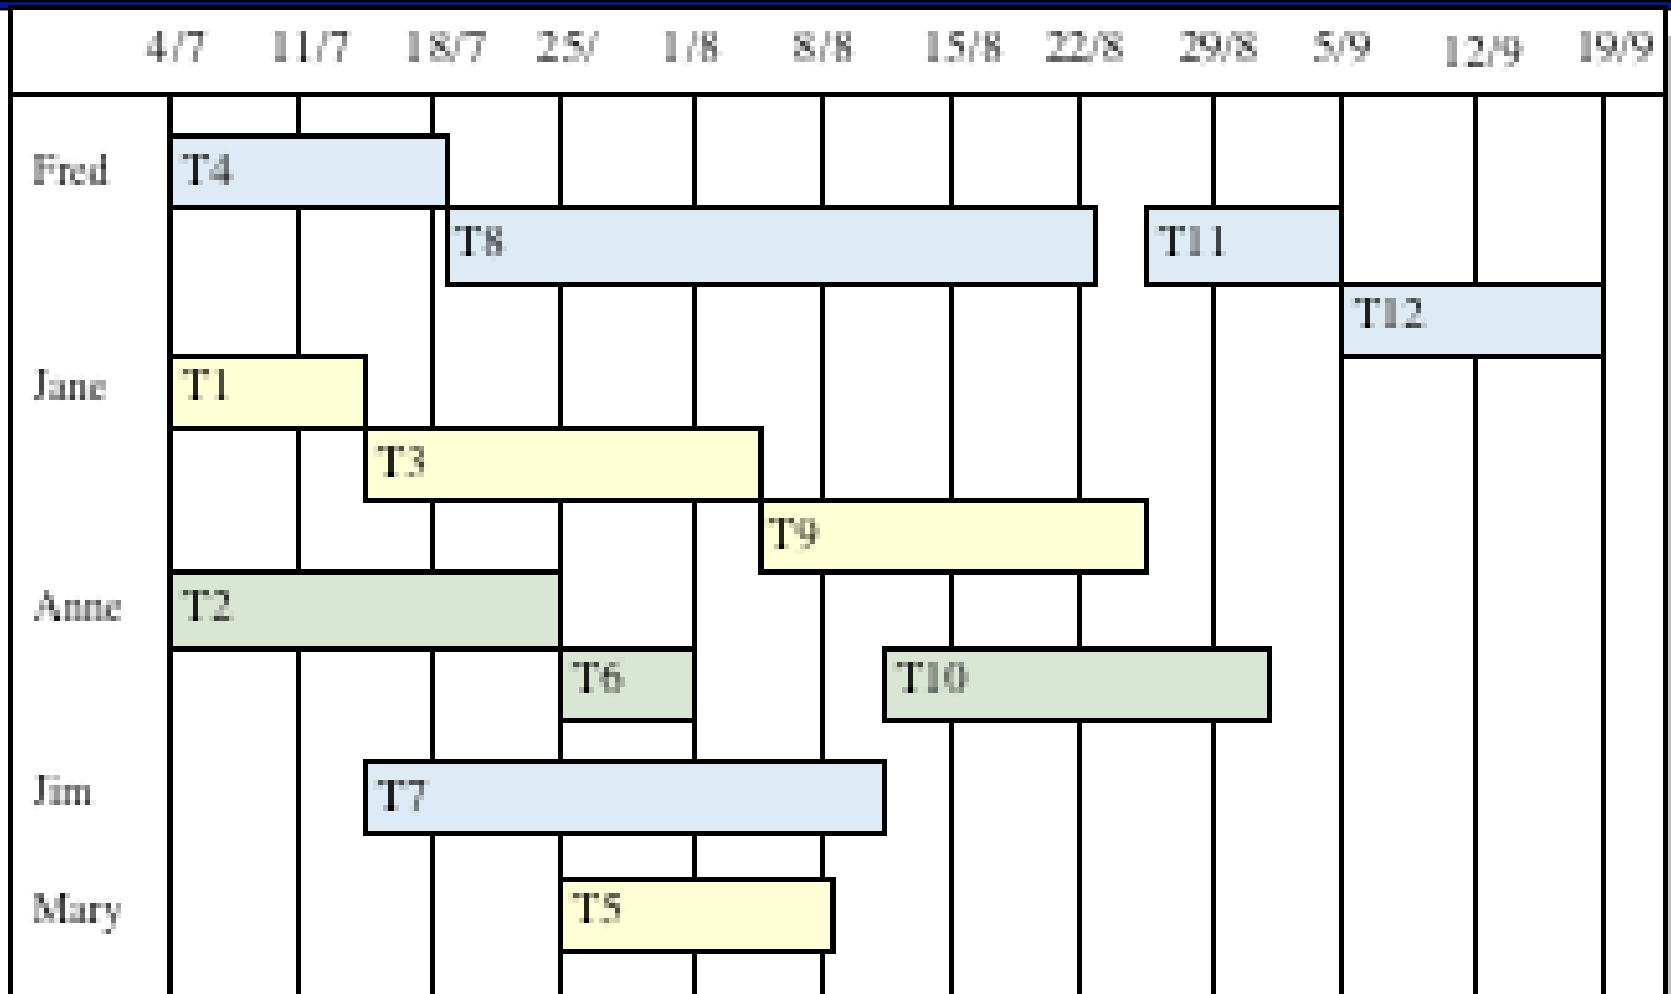 4/7 11/7 18/7 25/ 1/8 8/8 15/8 22/8 29/8 5/9 12/9 19/9
Fred T4
T8 T11
T12
Jane T1
T3
T9
Anne T2
T6 T10
Jim T7
Mary T5